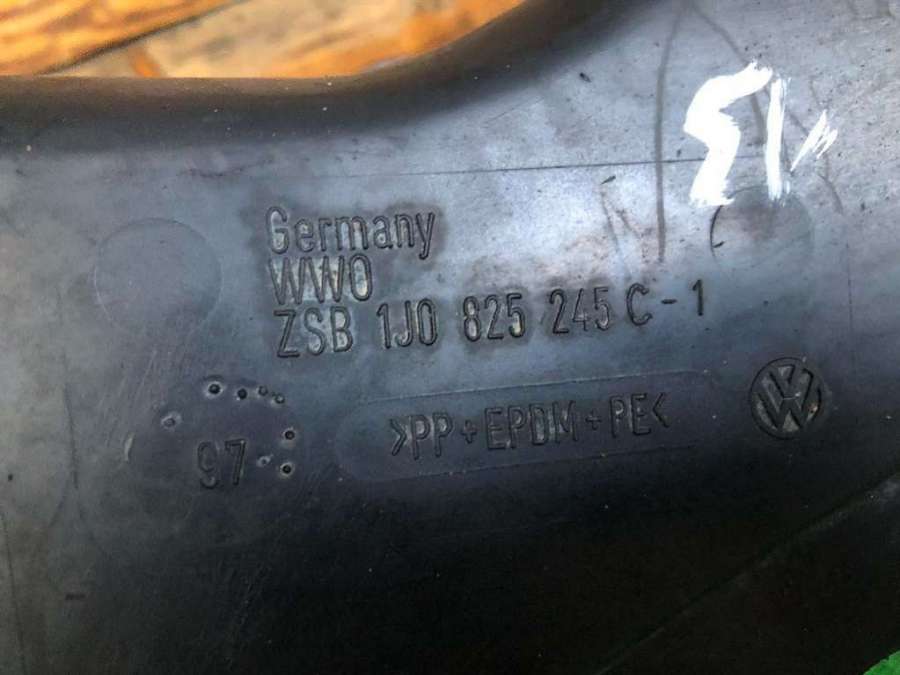 Germany
WWO
ZSB 1J0 825 245 C - 1
>PP + EPDM + PE<
97